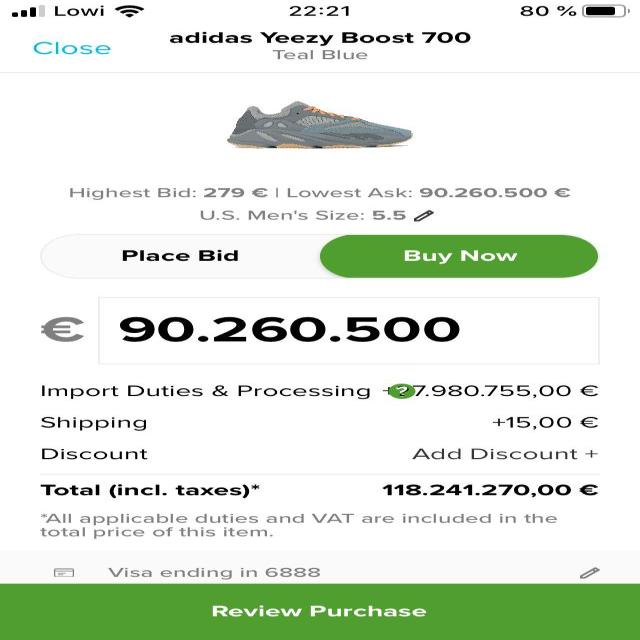 Lowi 22:21 80 %
Close adidas Yeezy Boost 700
Teal Blue
Highest Bid: 279 € | Lowest Ask: 90.260.500 €
U.S. Men's Size: 5.5
Place Bid Buy Now
€ 90.260.500
Import Duties & Processing +?7.980.755,00 €
Shipping +15,00 €
Discount Add Discount +
Total (incl. taxes)* 118.241.270,00 €
*All applicable duties and VAT are included in the
total price of this item.
Visa ending in 6888
Review Purchase